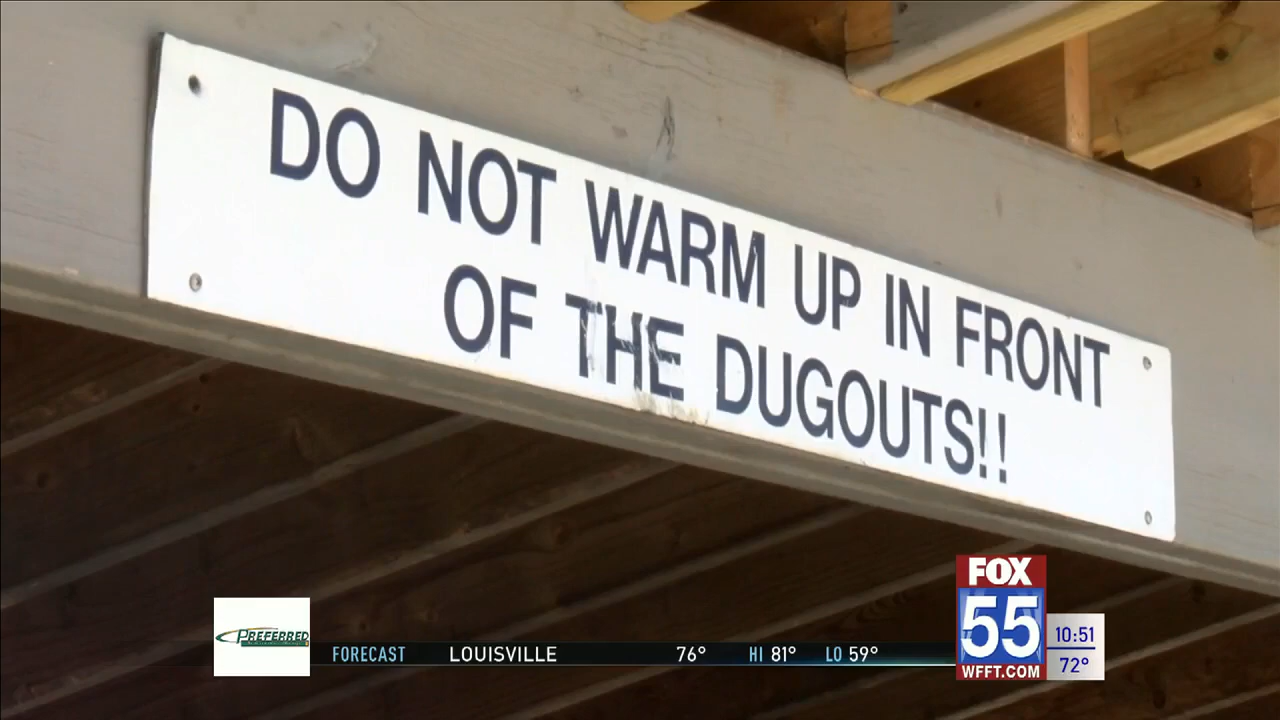 DO NOT WARM UP IN FRONT
OF THE DUGOUTS!!
PREFERRED
FORECAST LOUISVILLE 76° HI 81° LO 59°
FOX
55
WFFT.COM
10:51
72°